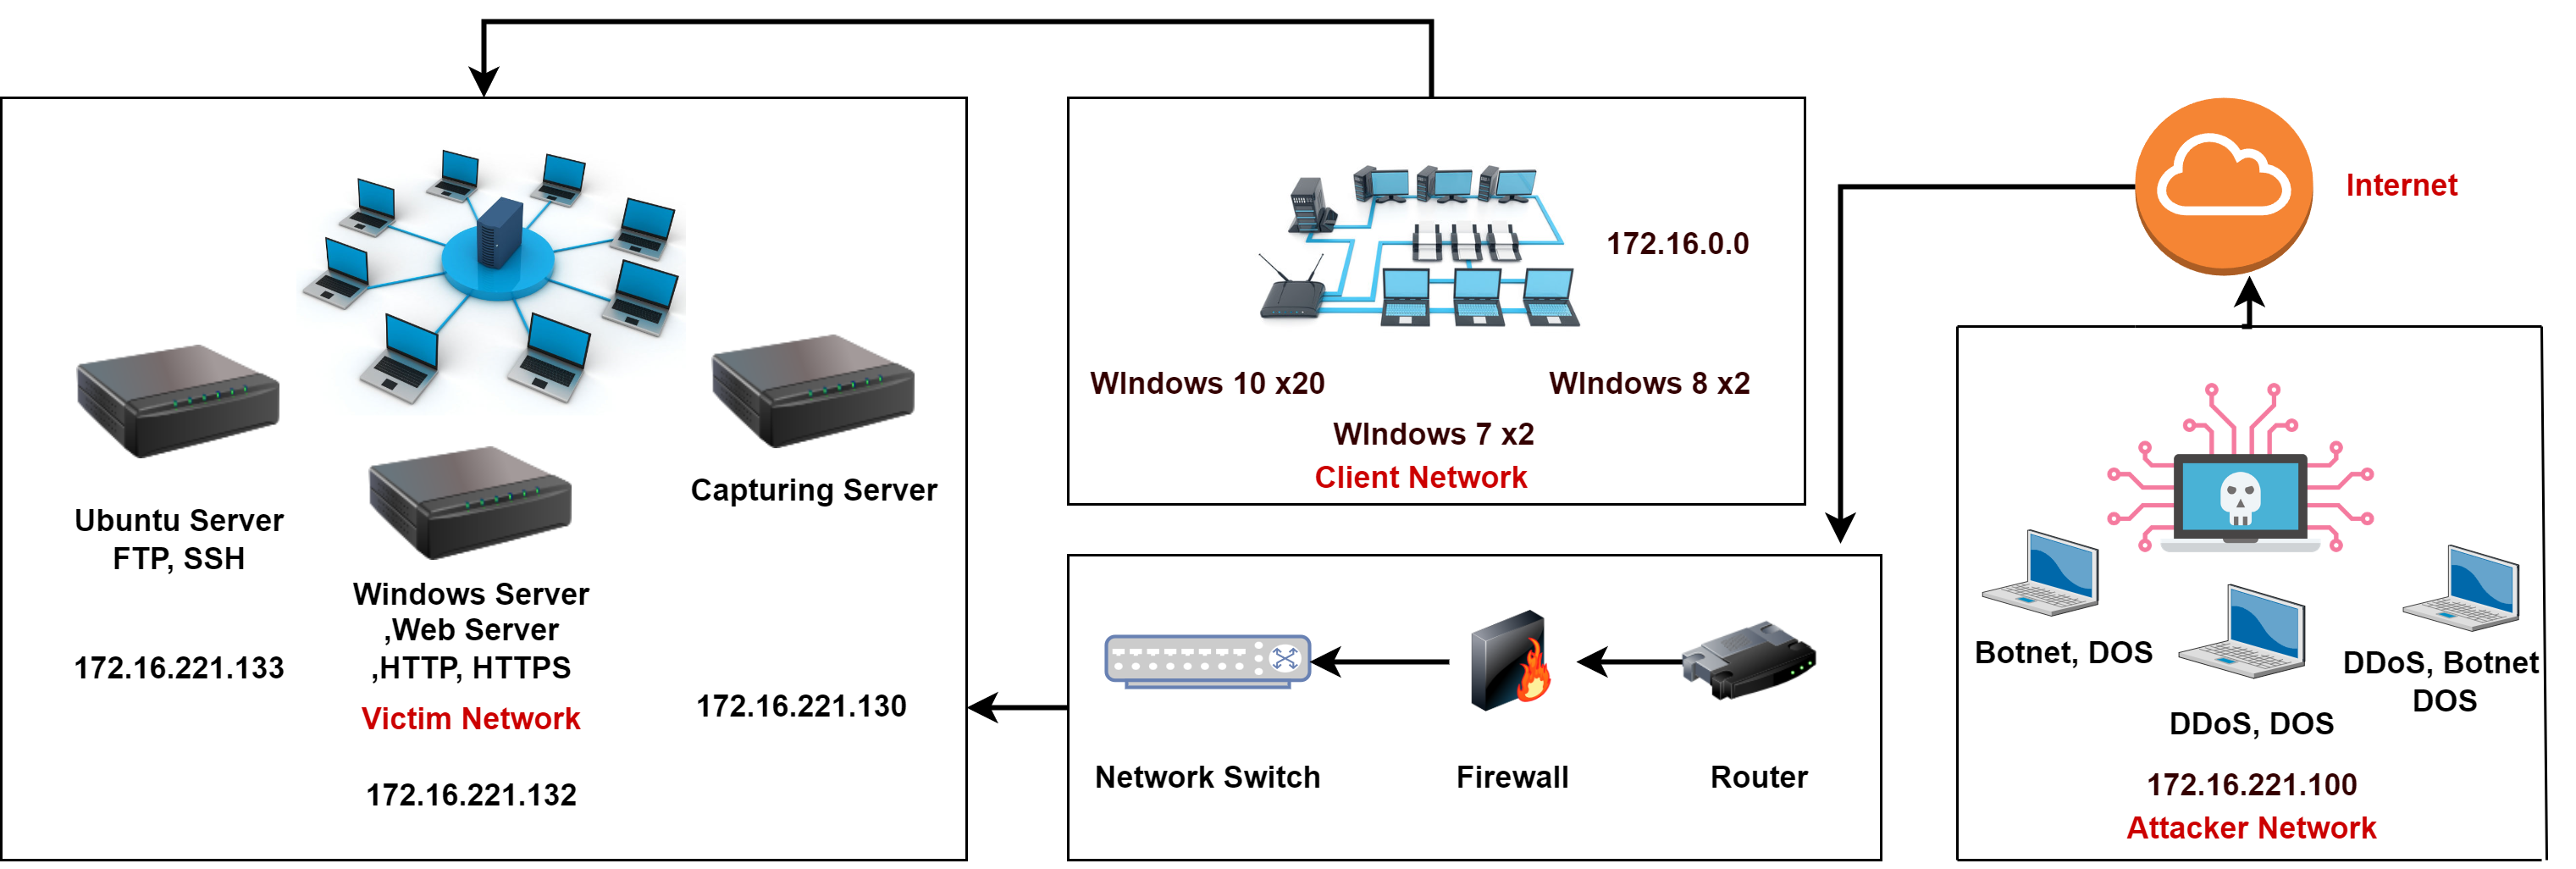 Ubuntu Server
FTP, SSH
172.16.221.133
Windows Server
,Web Server
,HTTP, HTTPS
Victim Network
172.16.221.132
Capturing Server
172.16.221.130
172.16.0.0
WIndows 10 x20
WIndows 8 x2
WIndows 7 x2
Client Network
Network Switch
Firewall
Router
Internet
Botnet, DOS
DDoS, DOS
DDoS, Botnet
DOS
172.16.221.100
Attacker Network